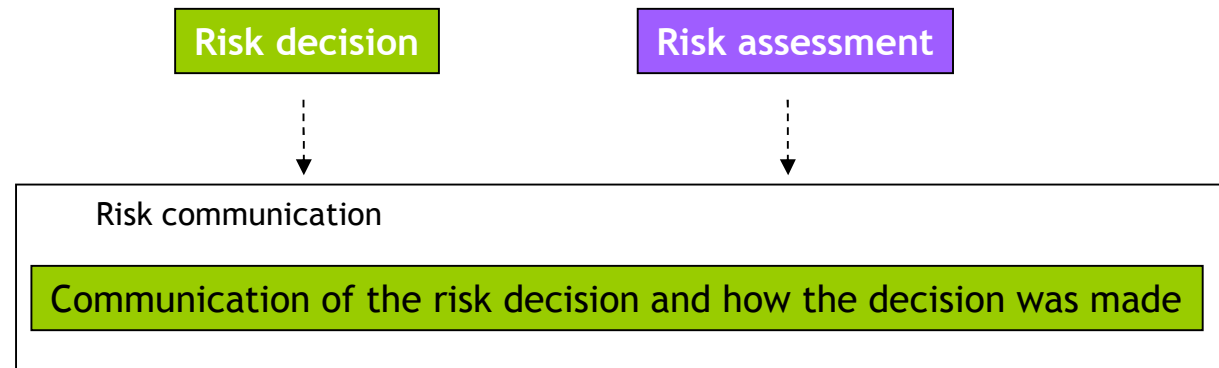 Risk decision
Risk assessment
Risk communication
Communication of the risk decision and how the decision was made